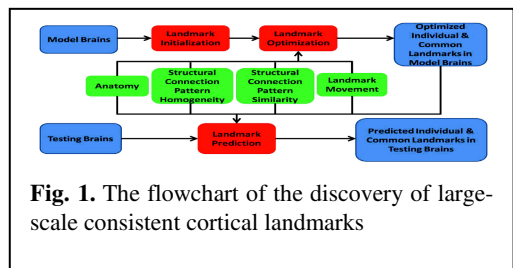 Model Brains
Landmark
Initialization
Landmark
Optimization
Optimized
Individual &
Common
Landmarks in
Model Brains
Anatomy
Structural
Connection
Pattern
Homogeneity
Structural
Connection
Pattern
Similarity
Landmark
Movement
Testing Brains
Landmark
Prediction
Predicted Individual &
Common Landmarks in
Testing Brains
Fig. 1. The flowchart of the discovery of large-
scale consistent cortical landmarks